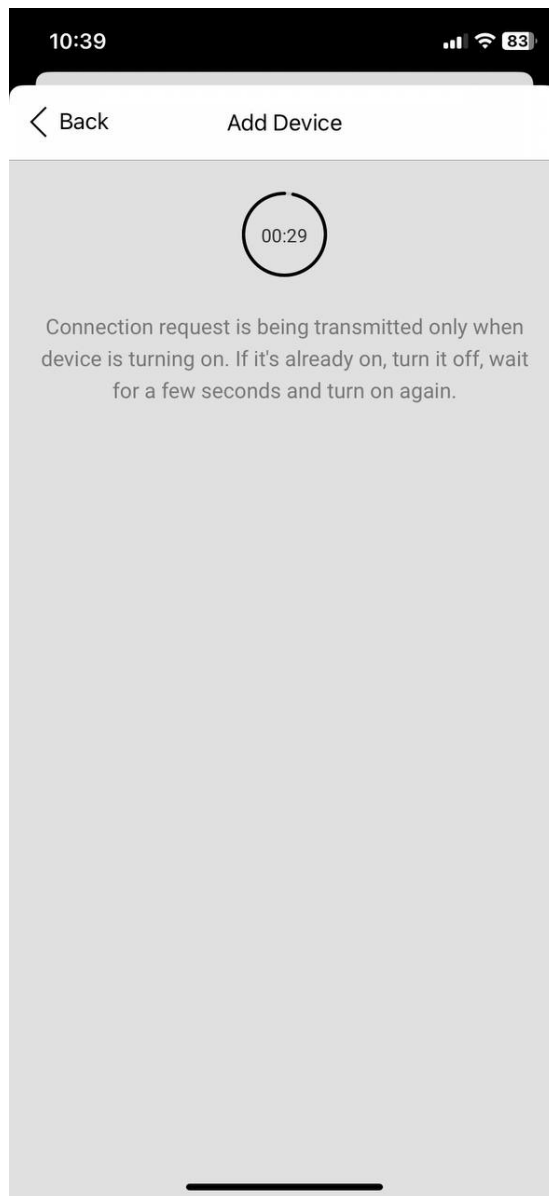 10:39
83
Back
Add Device
00:29
Connection request is being transmitted only when
device is turning on. If it's already on, turn it off, wait
for a few seconds and turn on again.